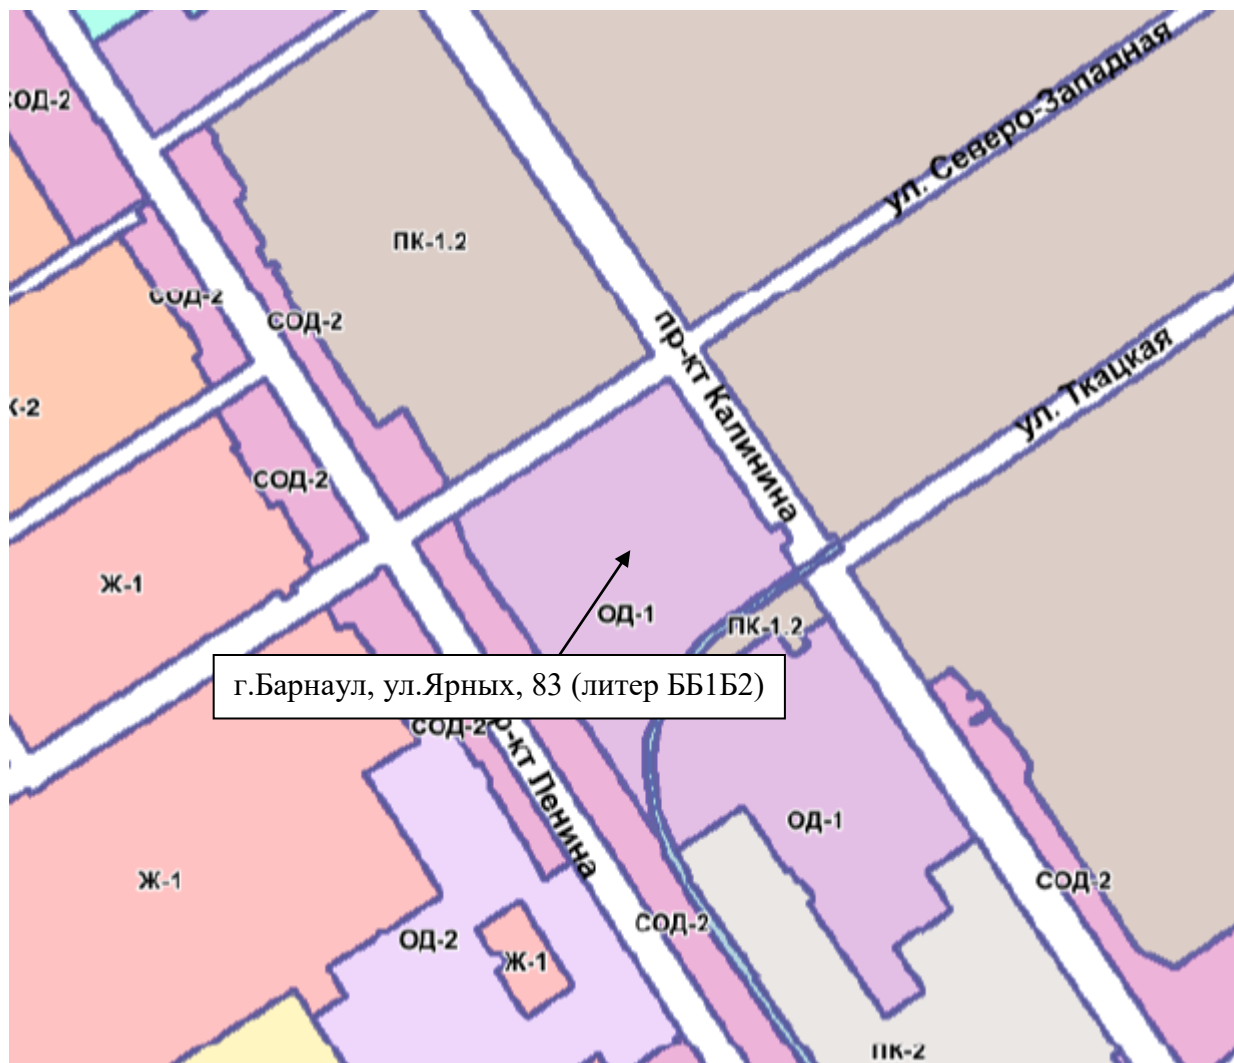 СОД-2
ул. Северо-Западная
ПК-1.2
СОД-2
СОД-2
пр-кт Калинина
ул. Ткацкая
К-2
СОД-2
Ж-1
ОД-1
ПК-1.2
г.Барнаул, ул.Ярных, 83 (литер ББ1Б2)
СОД-2
р-кт Ленина
ОД-1
Ж-1
СОД-2
СОД-2
ОД-2
Ж-1
ПК-2